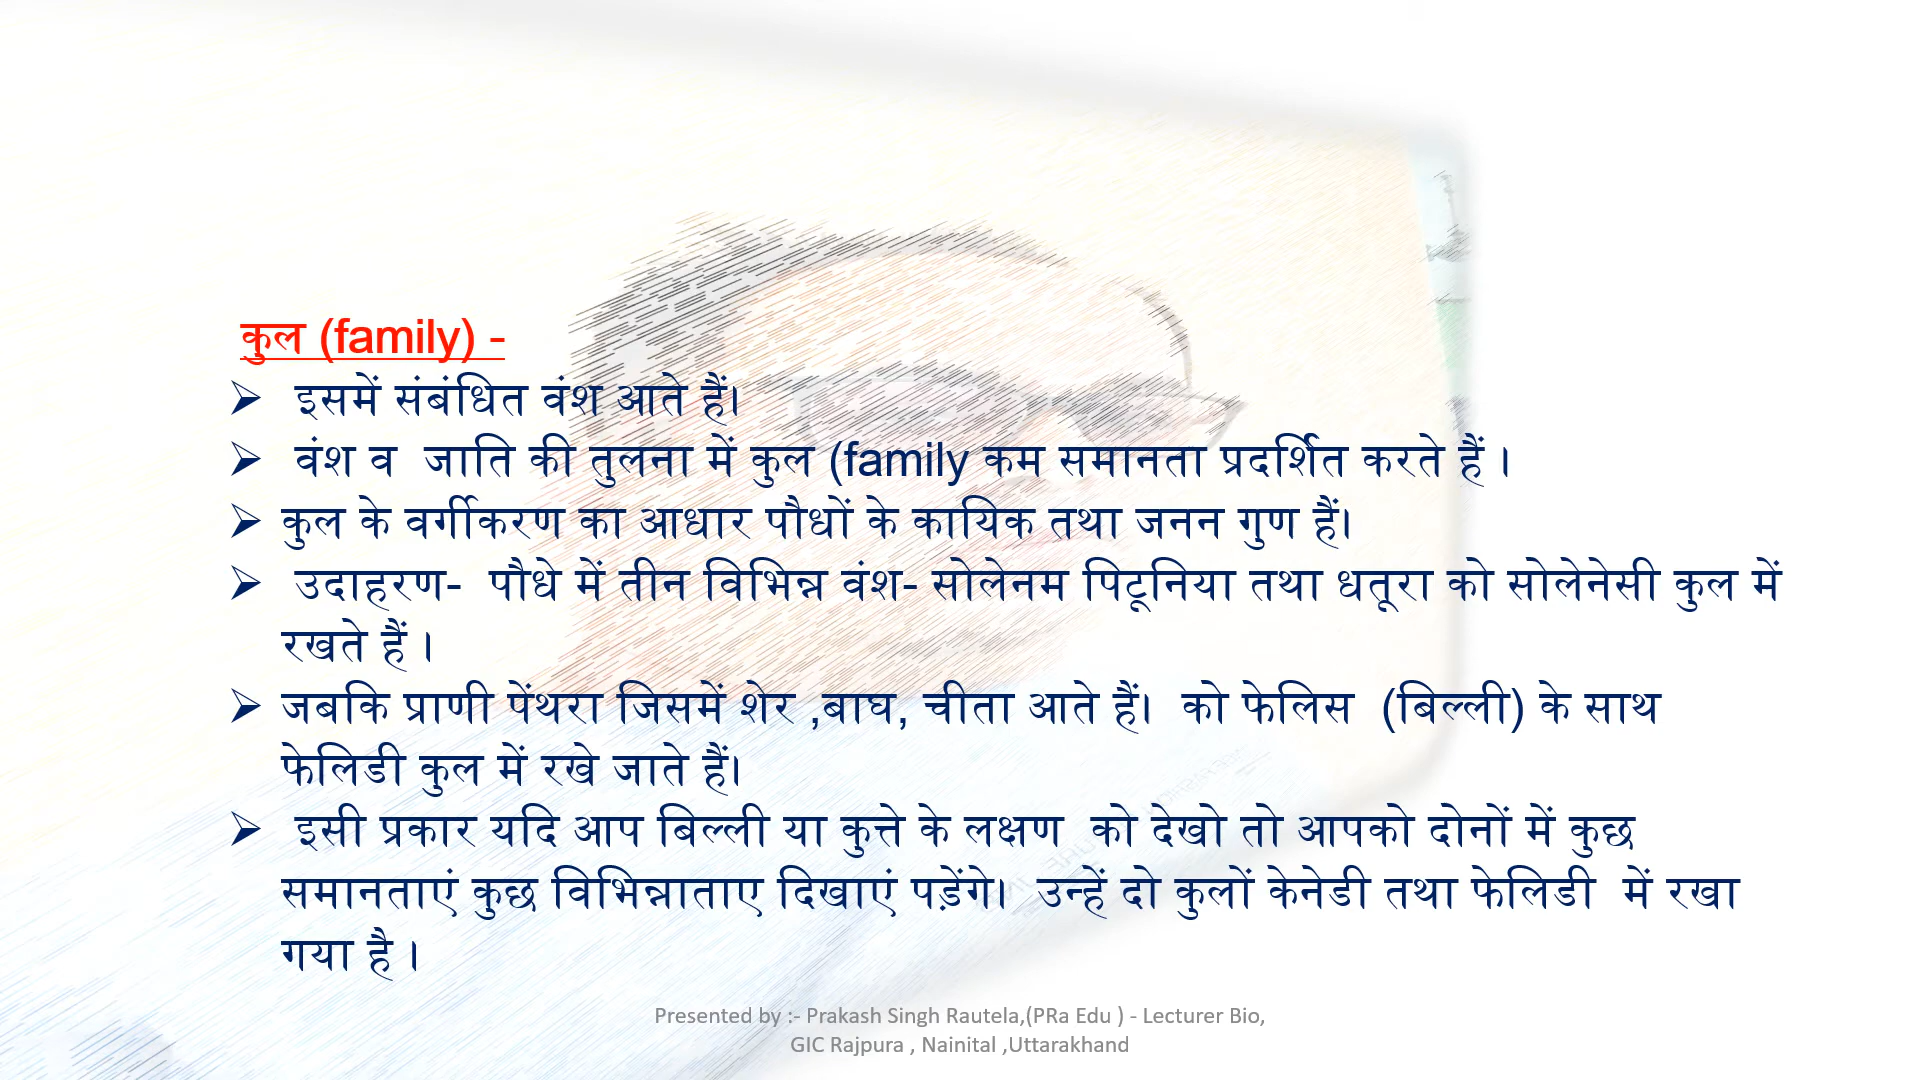 कुल (family) -
➢ इसमें संबंधित वंश आते हैं।
➢ वंश व जाति की तुलना में कुल (family कम समानता प्रदर्शित करते हैं ।
➢ कुल के वर्गीकरण का आधार पौधों के कायिक तथा जनन गुण हैं।
➢ उदाहरण- पौधे में तीन विभिन्न वंश- सोलेनम पिटूनिया तथा धतूरा को सोलेनेसी कुल में
रखते हैं ।
➢ जबकि प्राणी पेंथरा जिसमें शेर ,बाघ, चीता आते हैं। को फेलिस (बिल्ली) के साथ
फेलिडी कुल में रखे जाते हैं।
➢ इसी प्रकार यदि आप बिल्ली या कुत्ते के लक्षण को देखो तो आपको दोनों में कुछ
समानताएं कुछ विभिन्नाताए दिखाएं पड़ेंगे। उन्हें दो कुलों केनेडी तथा फेलिडी में रखा
गया है ।
Presented by :- Prakash Singh Rautela,(PRa Edu ) - Lecturer Bio,
GIC Rajpura , Nainital ,Uttarakhand